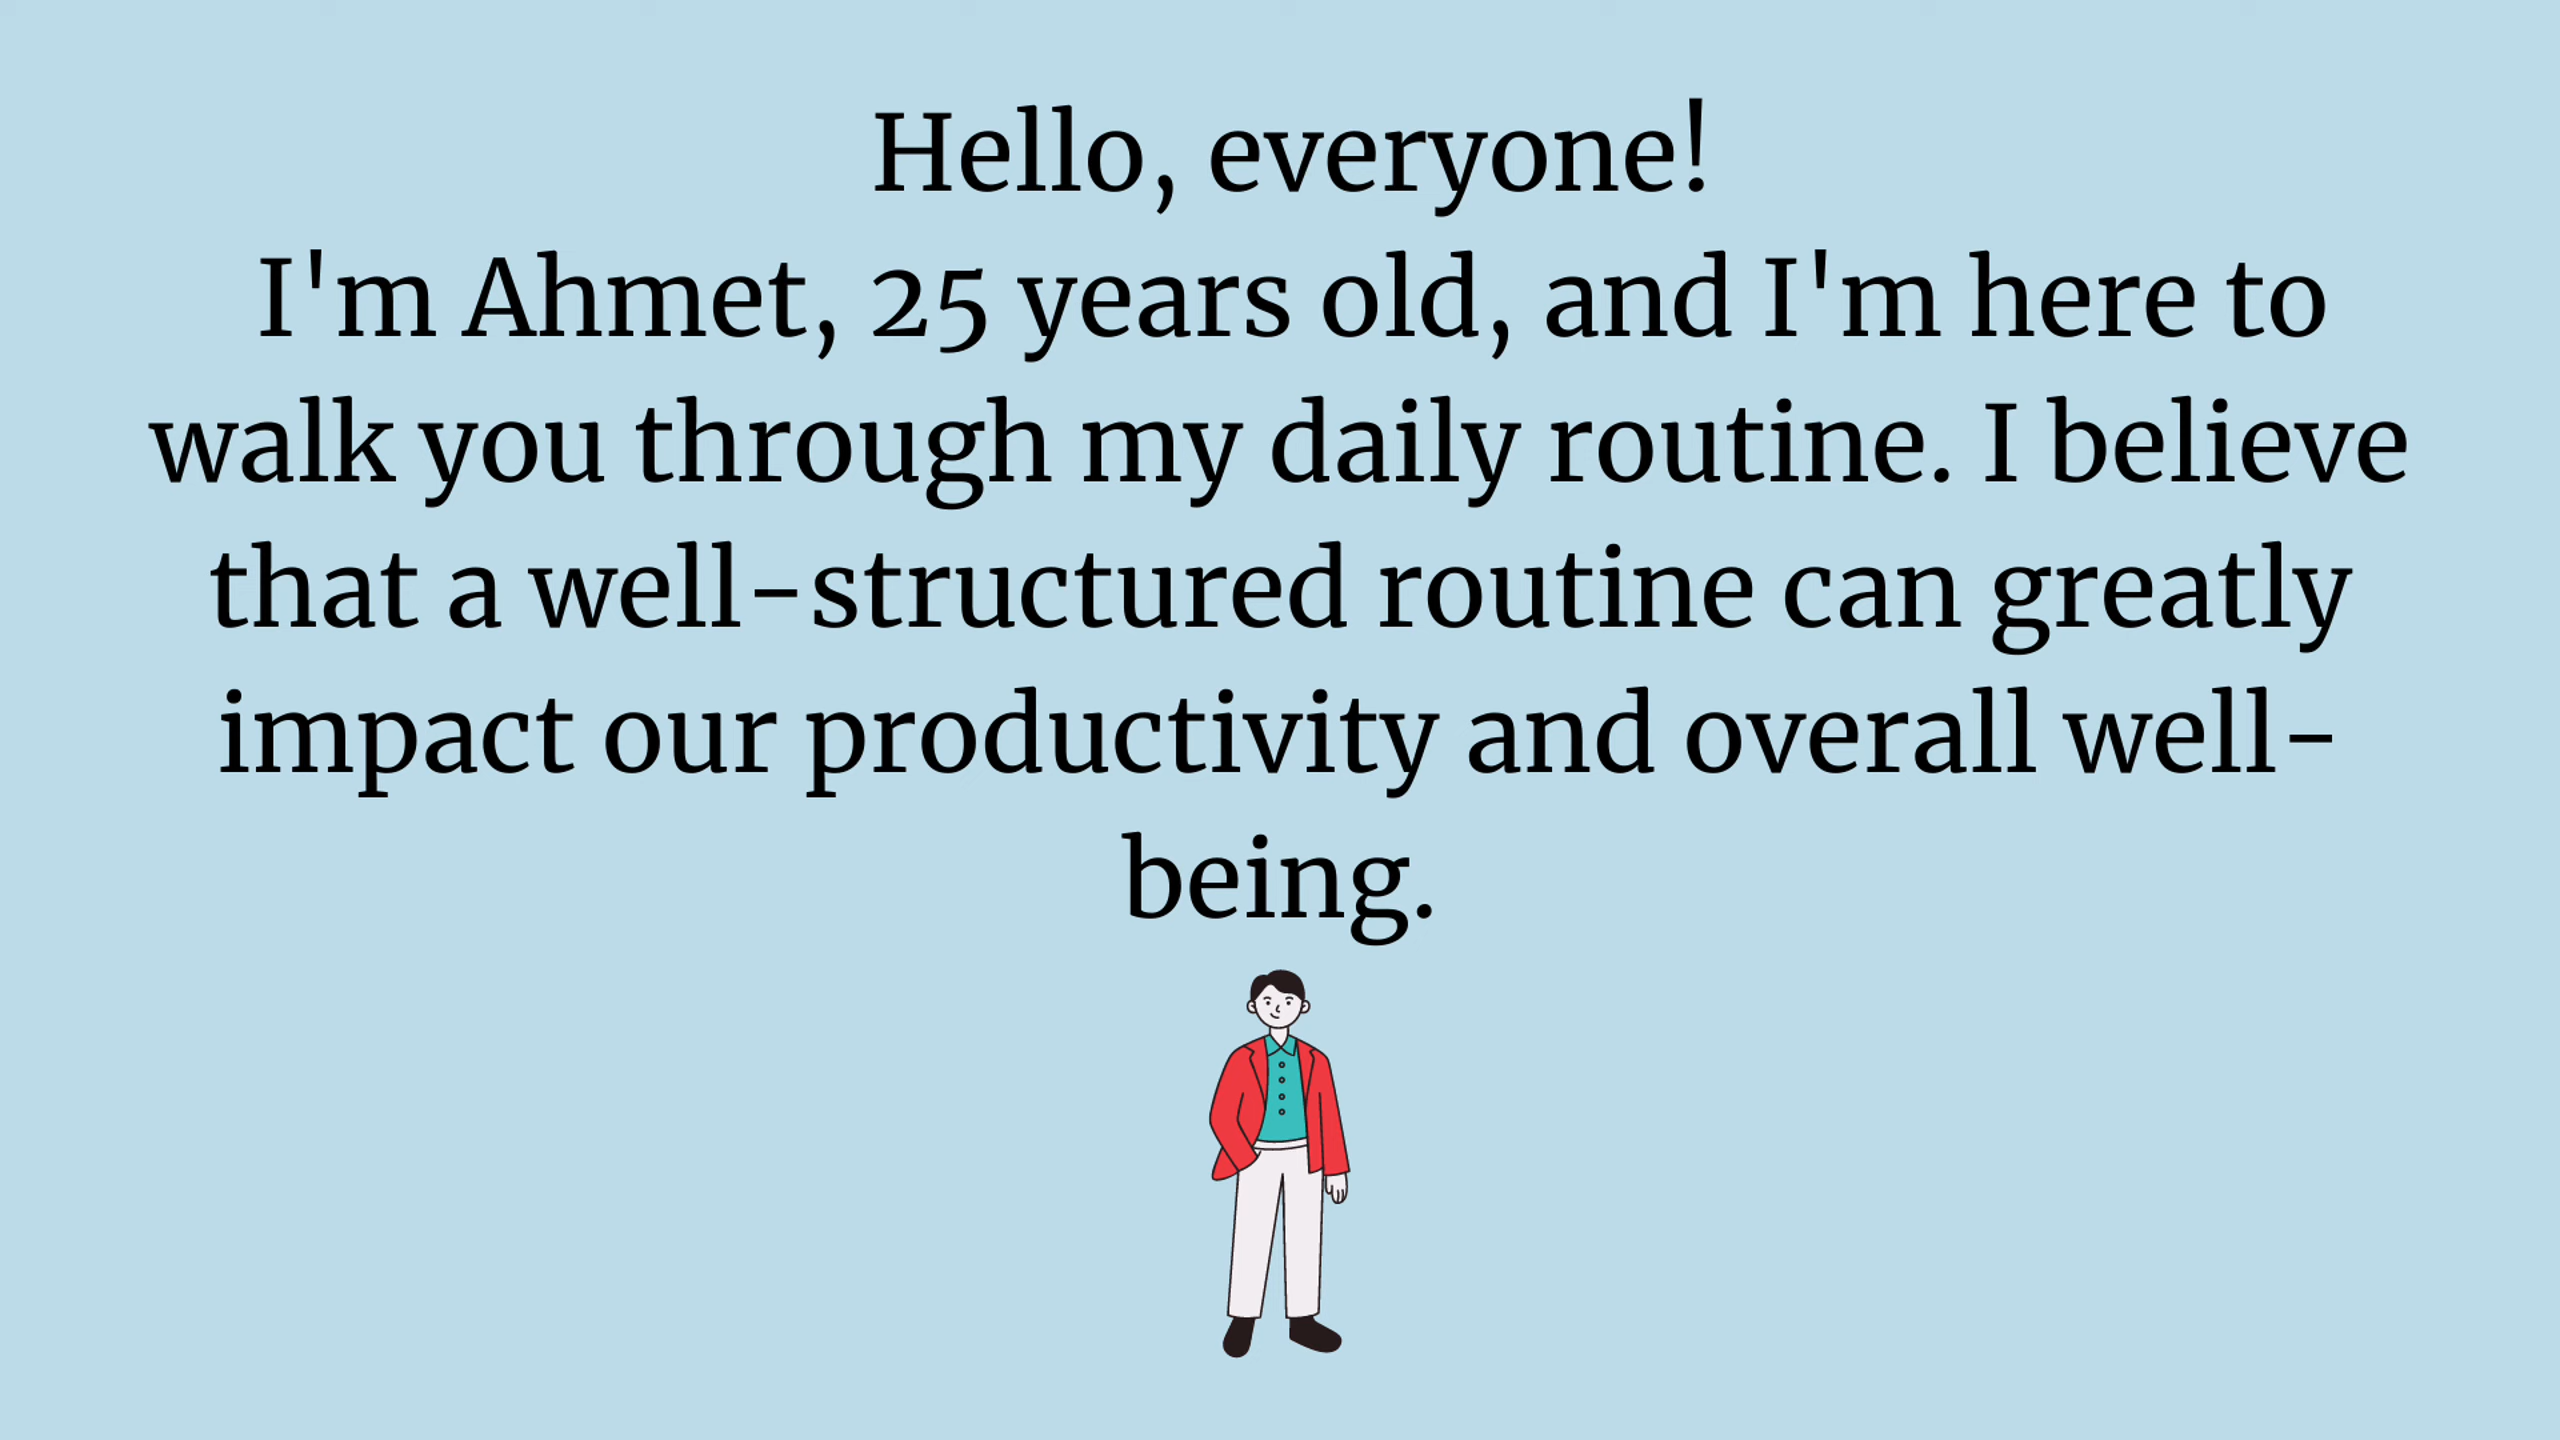 Hello, everyone!
I'm Ahmet, 25 years old, and I'm here to
walk you through my daily routine. I believe
that a well-structured routine can greatly
impact our productivity and overall well-
being.